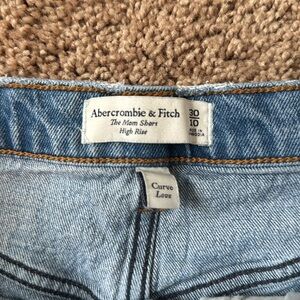 Abercrombie & Fitch
The Mom Short
High Rise
30
10
MADE IN
Curve
Love